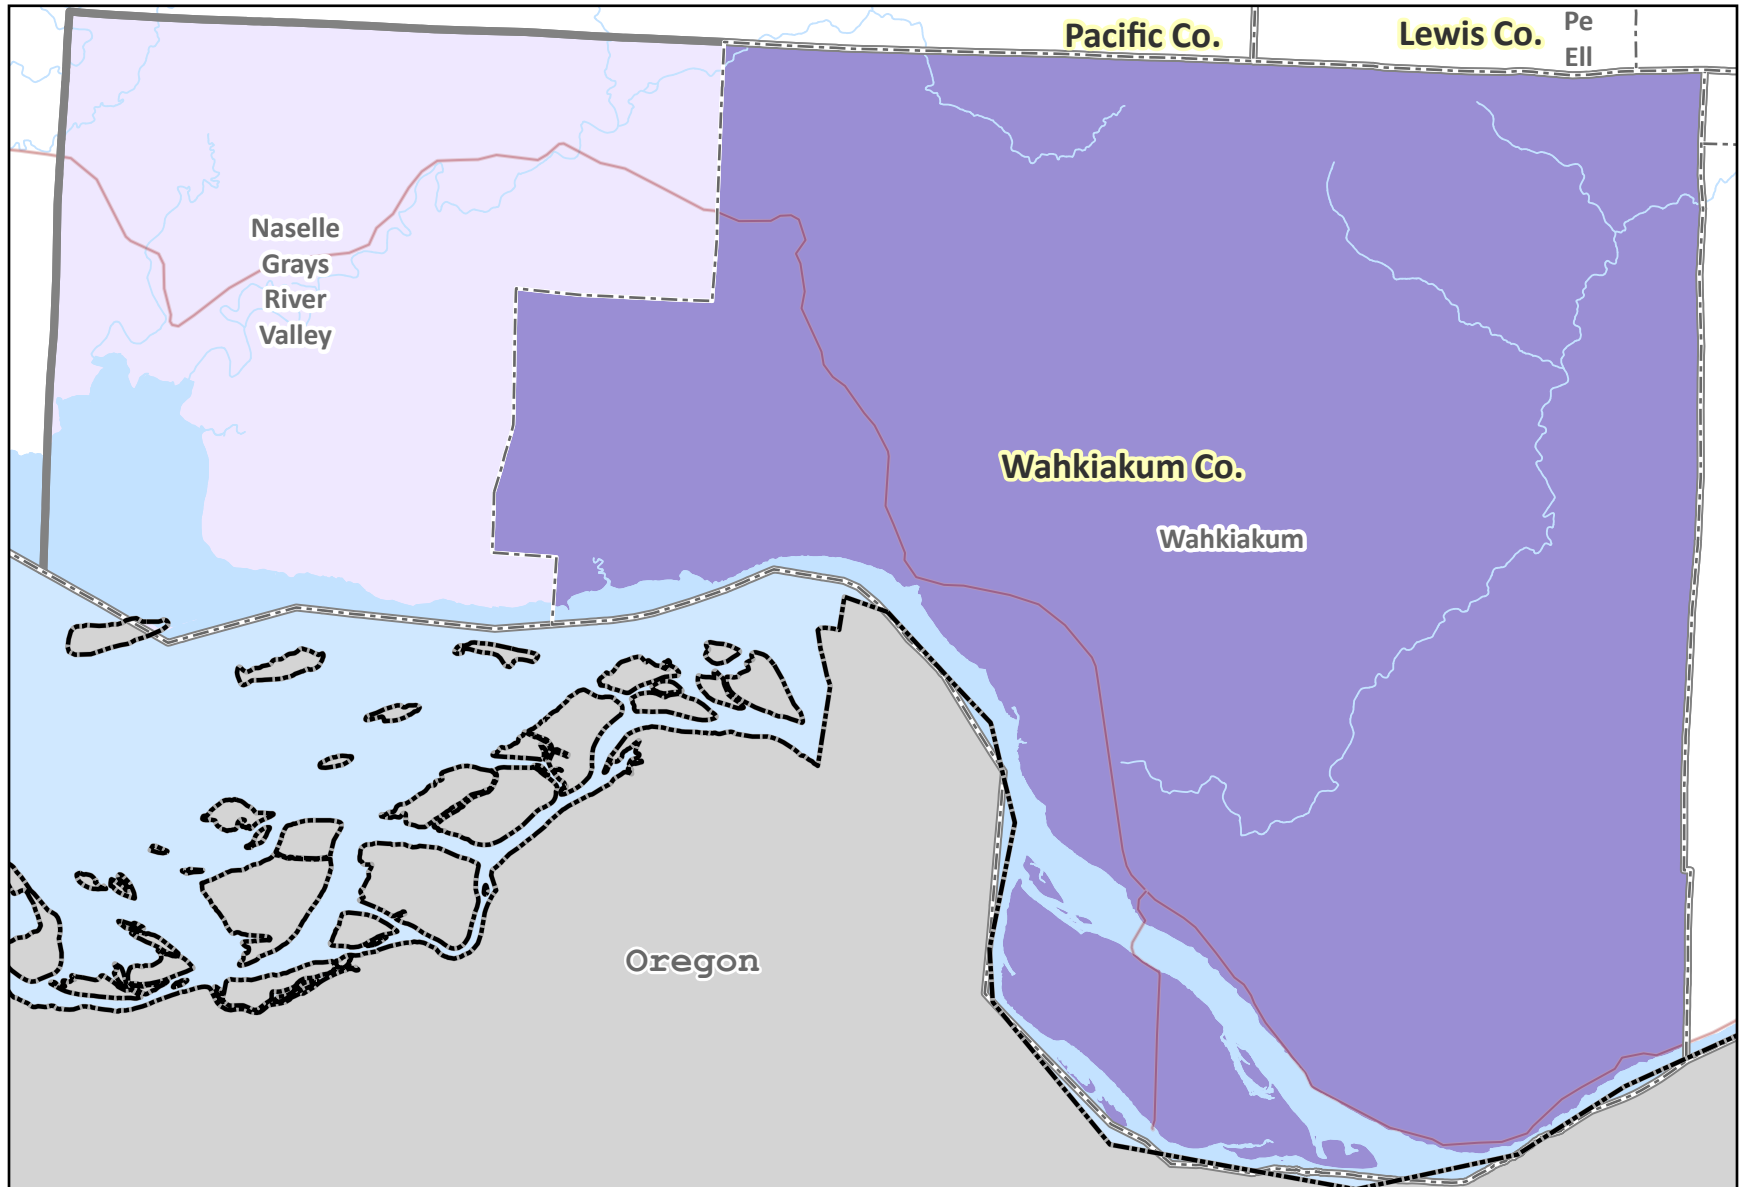 Pacific Co.
Lewis Co.
Pe
Ell
Naselle
Grays
River
Valley
Wahkiakum Co.
Wahkiakum
Oregon